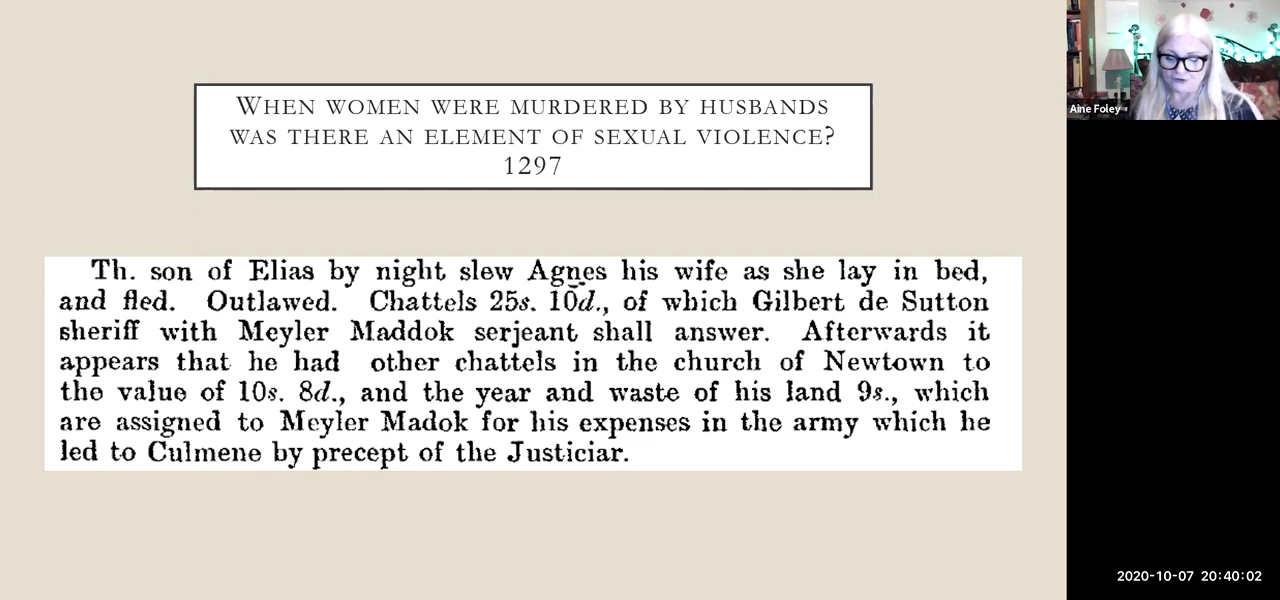 WHEN WOMEN WERE MURDERED BY HUSBANDS
WAS THERE AN ELEMENT OF SEXUAL VIOLENCE?
1297
Th. son of Elias by night slew Agnes his wife as she lay in bed,
and fled. Outlawed. Chattels 25s. 10d., of which Gilbert de Sutton
sheriff with Meyler Maddok serjeant shall answer. Afterwards it
appears that he had other chattels in the church of Newtown to
the value of 10s. 8d., and the year and waste of his land 9s., which
are assigned to Meyler Madok for his expenses in the army which he
led to Culmene by precept of the Justiciar.
Aine Foley
2020-10-07 20:40:02